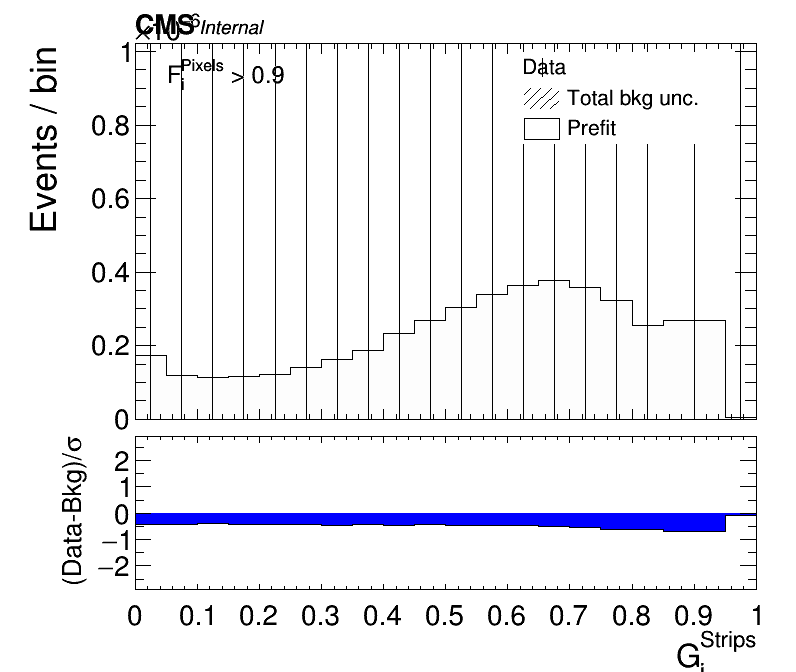 CMS Internal
×10⁻⁶
Events / bin
F_i^Pixels > 0.9
Data
Total bkg unc.
Prefit
1
0.8
0.6
0.4
0.2
0
(Data-Bkg)/σ
2
1
0
−1
−2
0 0.1 0.2 0.3 0.4 0.5 0.6 0.7 0.8 0.9 1
G_i^Strips